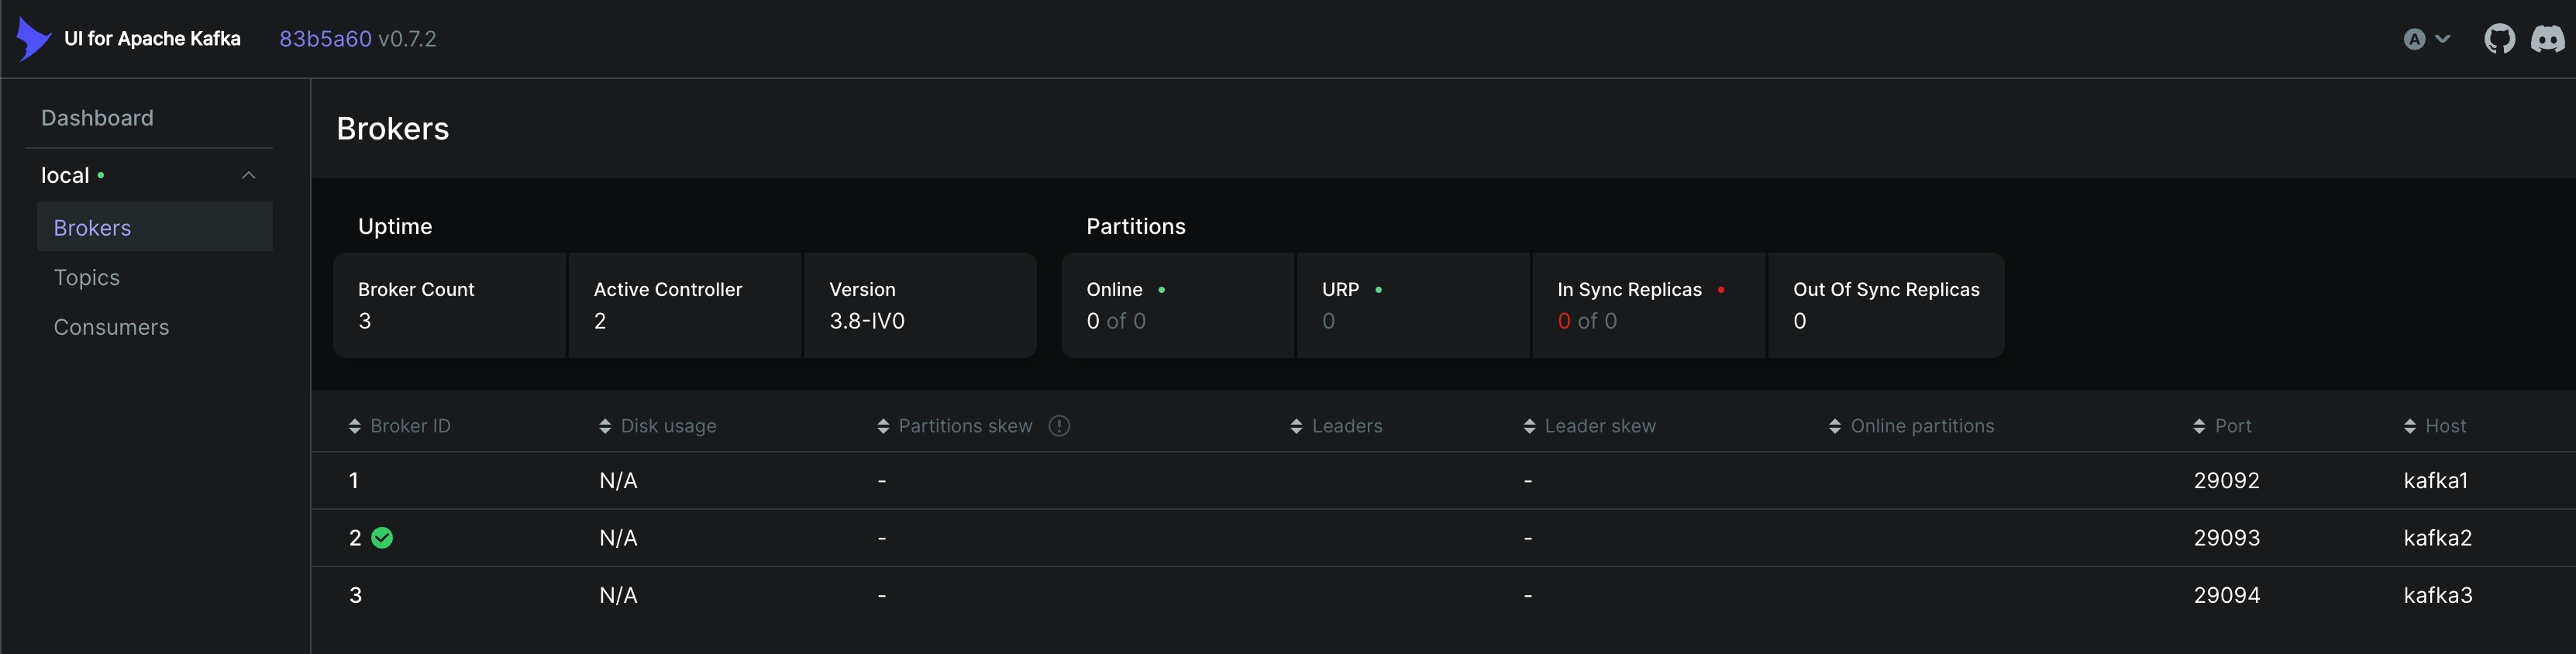 UI for Apache Kafka 83b5a60 v0.7.2 A
Dashboard
local
Brokers
Topics
Consumers
Brokers
Uptime
Broker Count
3
Active Controller
2
Version
3.8-IV0
Partitions
Online
0 of 0
URP
0
In Sync Replicas
0 of 0
Out Of Sync Replicas
0
Broker ID Disk usage Partitions skew Leaders Leader skew Online partitions Port Host
1 N/A - - 29092 kafka1
2 N/A - - 29093 kafka2
3 N/A - - 29094 kafka3